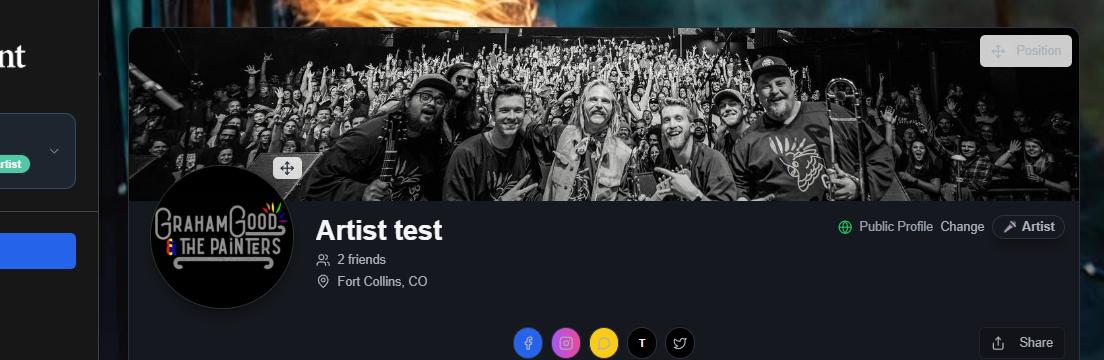 nt
Position
rtist
GRAHAM GOOD
& THE PAINTERS
Artist test
Public Profile Change Artist
2 friends
Fort Collins, CO
T
Share